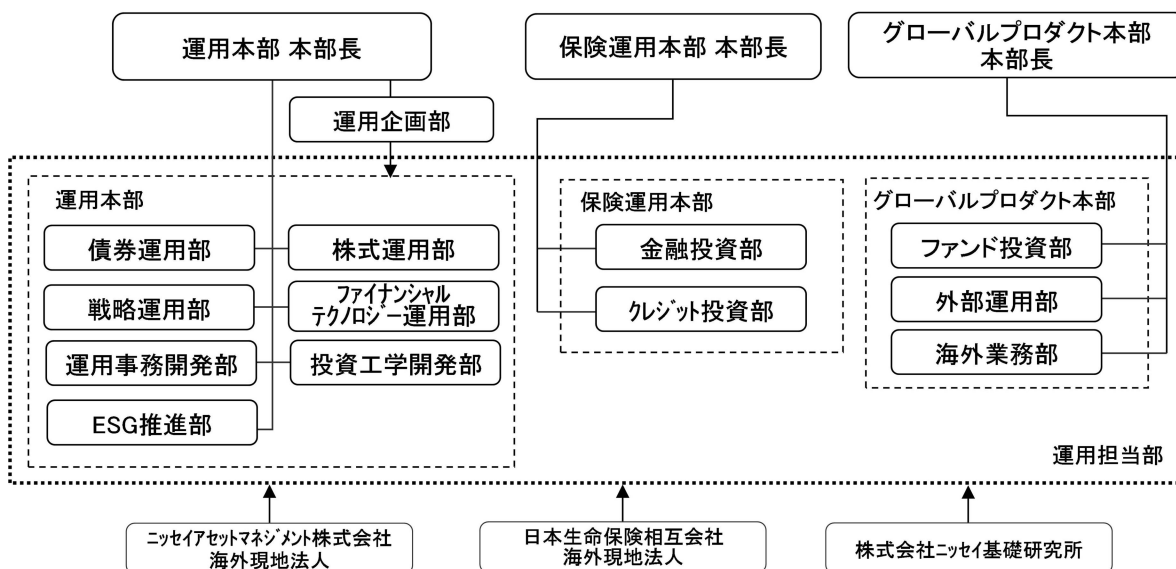 運用本部 本部長
保険運用本部 本部長
グローバルプロダクト本部
本部長
運用企画部
運用本部
債券運用部
株式運用部
戦略運用部
ファイナンシャル
テクノロジー運用部
運用事務開発部
投資工学開発部
ESG推進部
保険運用本部
金融投資部
クレジット投資部
グローバルプロダクト本部
ファンド投資部
外部運用部
海外業務部
運用担当部
ニッセイアセットマネジメント株式会社
海外現地法人
日本生命保険相互会社
海外現地法人
株式会社ニッセイ基礎研究所